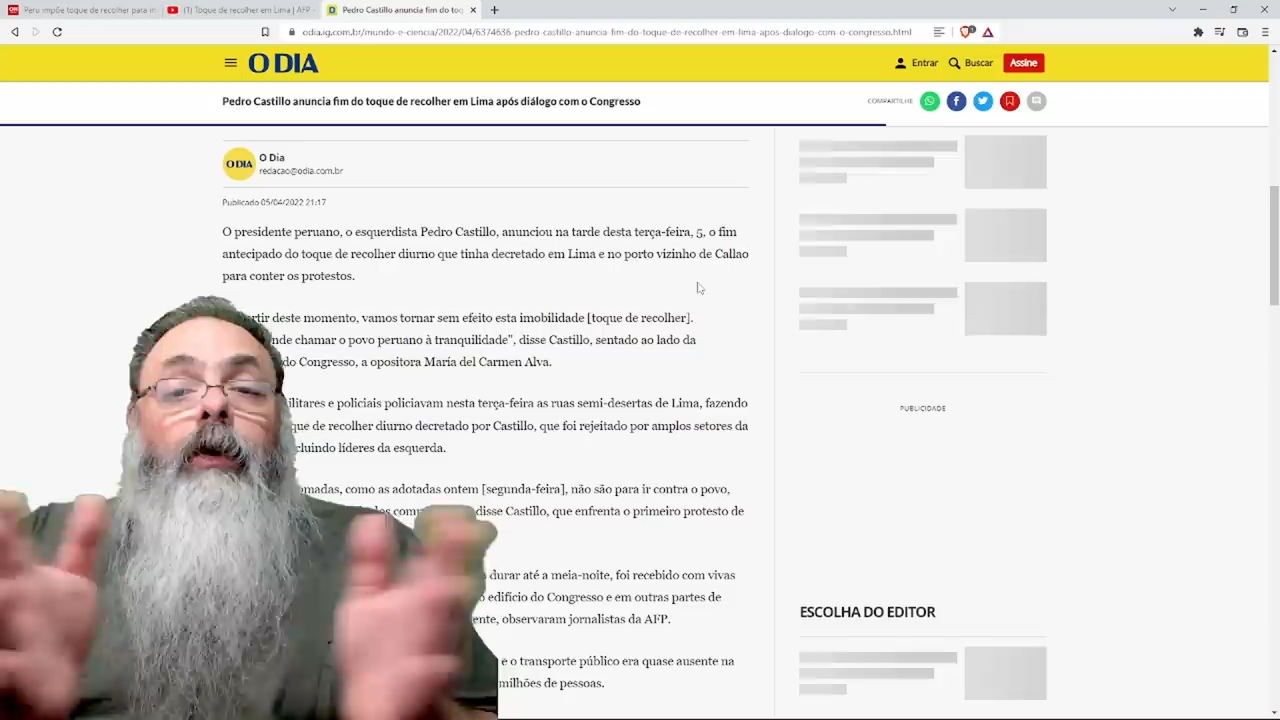 Peru impõe toque de recolher para m
(1) Toque de recolher em Lima | AFP -
Pedro Castillo anuncia fim do toq
odia.ig.com.br/mundo-e-ciencia/2022/04/6374636-pedro-castillo-anuncia-fim-do-toque-de-recolher-em-lima-apos-dialogo-com-o-congresso.html
O DIA
Entrar
Buscar
Assine
Pedro Castillo anuncia fim do toque de recolher em Lima após diálogo com o Congresso
COMPARTILHE
O DIA
O Dia
redacao@odia.com.br
Publicado 05/04/2022 21:17
O presidente peruano, o esquerdista Pedro Castillo, anunciou na tarde desta terça-feira, 5, o fim
antecipado do toque de recolher diurno que tinha decretado em Lima e no porto vizinho de Callao
para conter os protestos.
rtir deste momento, vamos tornar sem efeito esta imobilidade [toque de recolher].
nde chamar o povo peruano à tranquilidade", disse Castillo, sentado ao lado da
do Congresso, a opositora María del Carmen Alva.
ilitares e policiais policiavam nesta terça-feira as ruas semi-desertas de Lima, fazendo
que de recolher diurno decretado por Castillo, que foi rejeitado por amplos setores da
cluindo líderes da esquerda.
omadas, como as adotadas ontem [segunda-feira], não são para ir contra o povo,
disse Castillo, que enfrenta o primeiro protesto de
durar até a meia-noite, foi recebido com vivas
o edifício do Congresso e em outras partes de
ente, observaram jornalistas da AFP.
e o transporte público era quase ausente na
milhões de pessoas.
PUBLICIDADE
ESCOLHA DO EDITOR